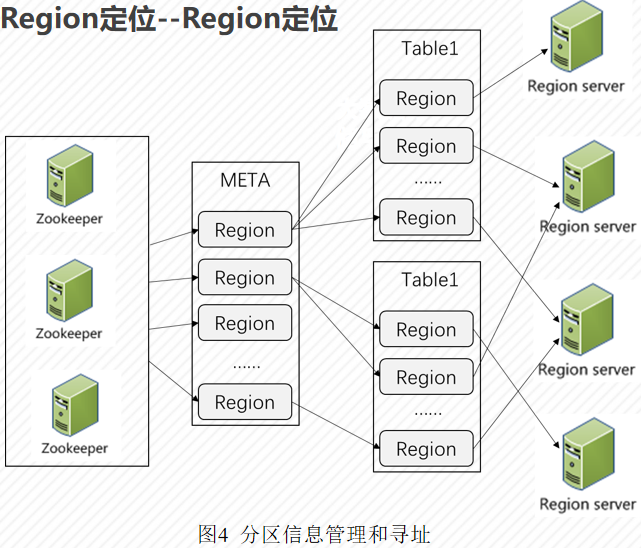 Region定位--Region定位
Zookeeper
Zookeeper
Zookeeper
META
Region
Region
Region
......
Region
Table1
Region
Region
......
Region
Table1
Region
Region
......
Region
Region server
Region server
Region server
Region server
图4 分区信息管理和寻址